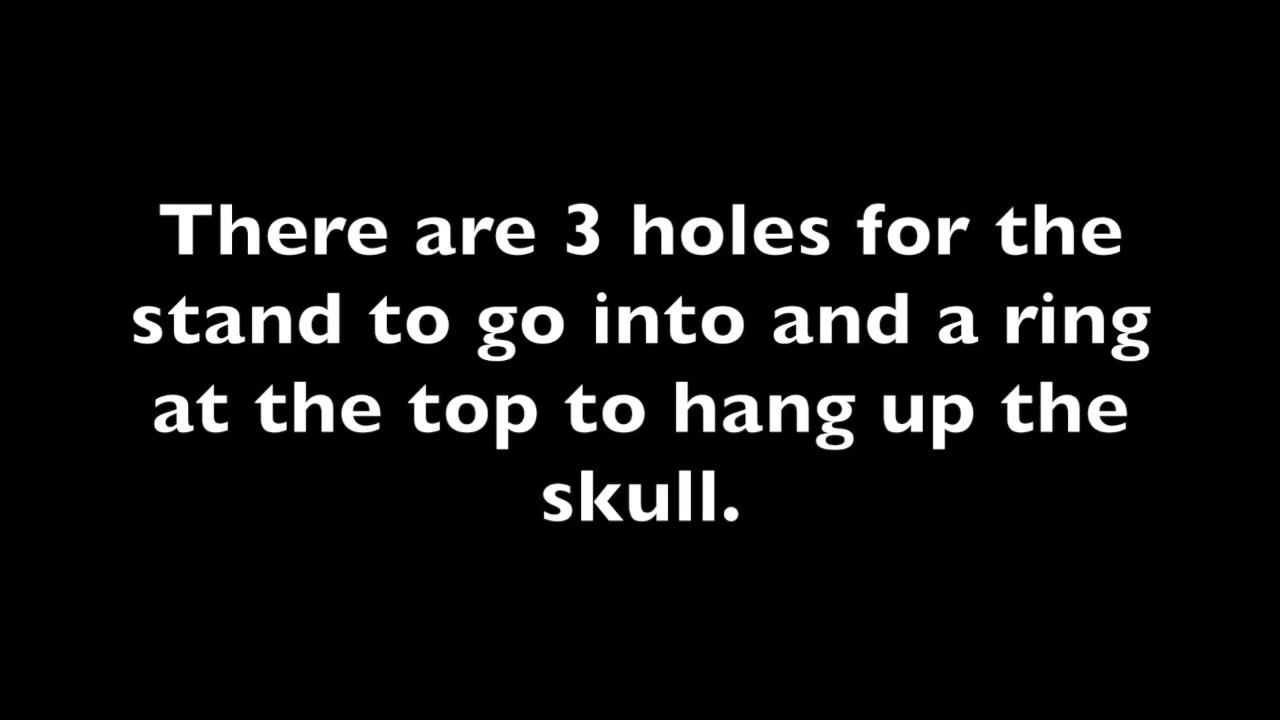 There are 3 holes for the
stand to go into and a ring
at the top to hang up the
skull.